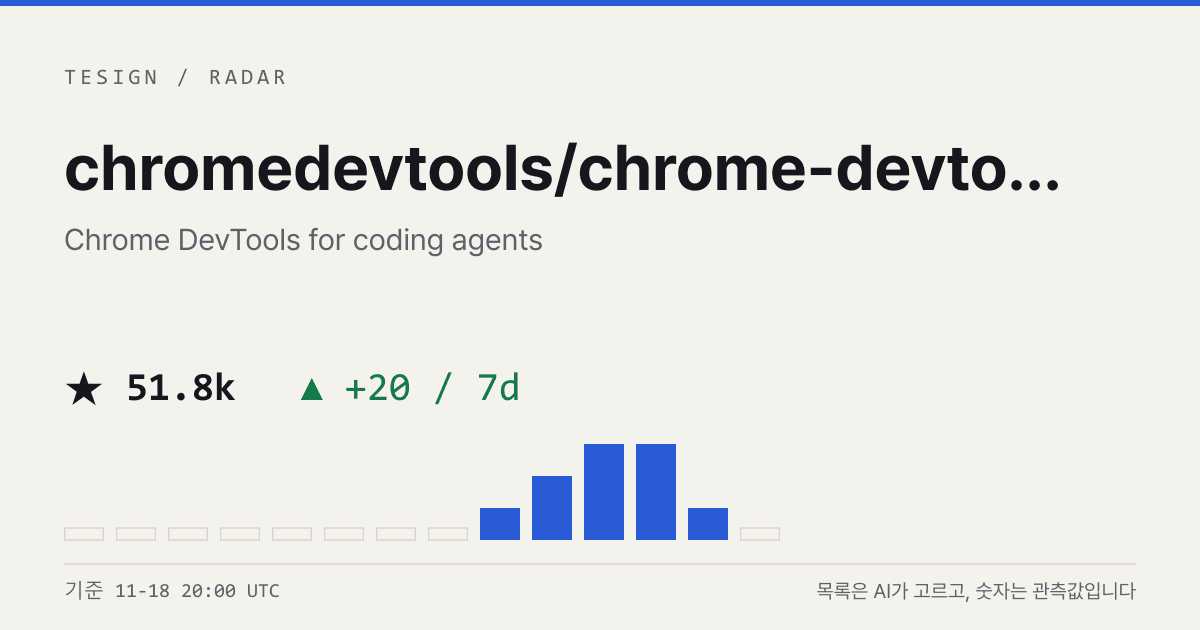 TESIGN / RADAR
chromedevtools/chrome-devto...
Chrome DevTools for coding agents
★ 51.8k ▲ +20 / 7d
기준 11-18 20:00 UTC
목록은 AI가 고르고, 숫자는 관측값입니다